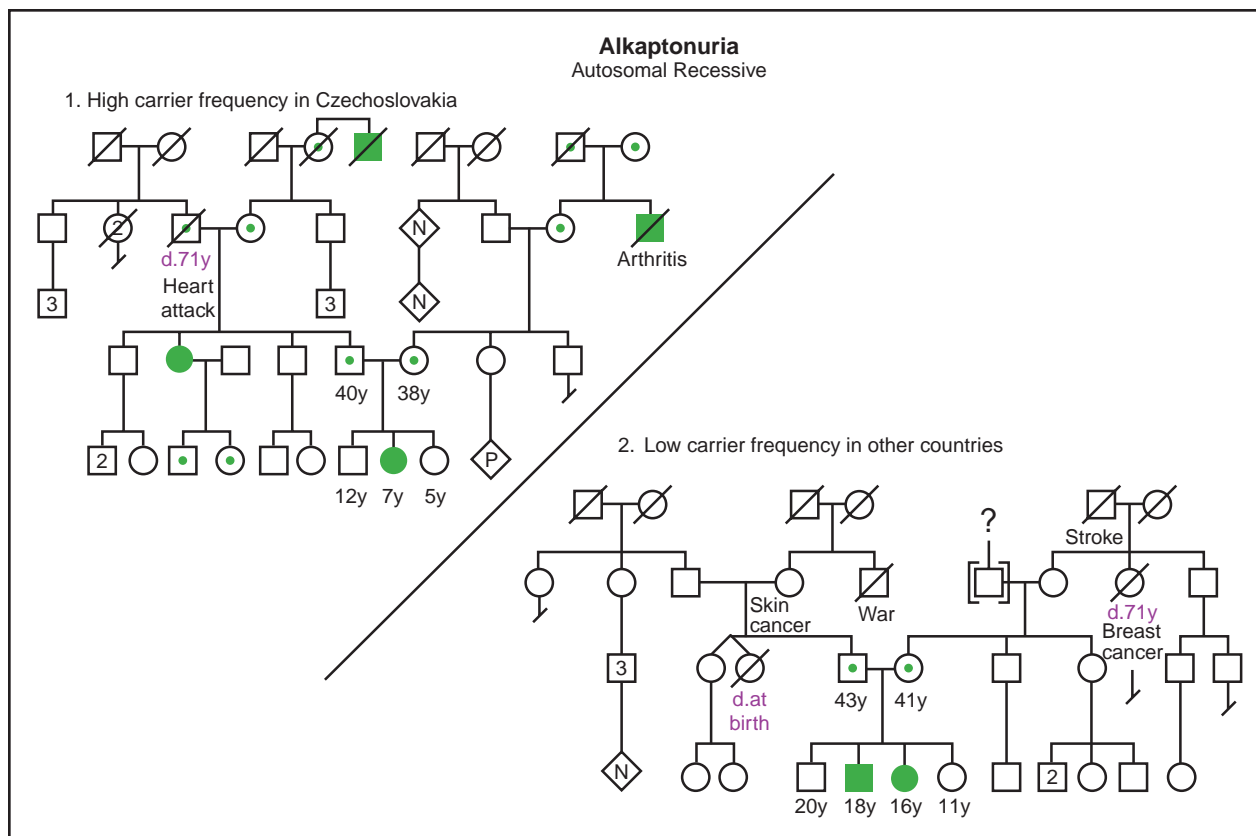 Alkaptonuria
Autosomal Recessive
1. High carrier frequency in Czechoslovakia
2
N
d.71y
Heart
attack
Arthritis
3
3
N
40y
38y
2
P
12y
7y
5y
2. Low carrier frequency in other countries
?
Stroke
Skin
cancer
War
d.71y
Breast
cancer
3
d.at
birth
43y
41y
N
2
20y
18y
16y
11y